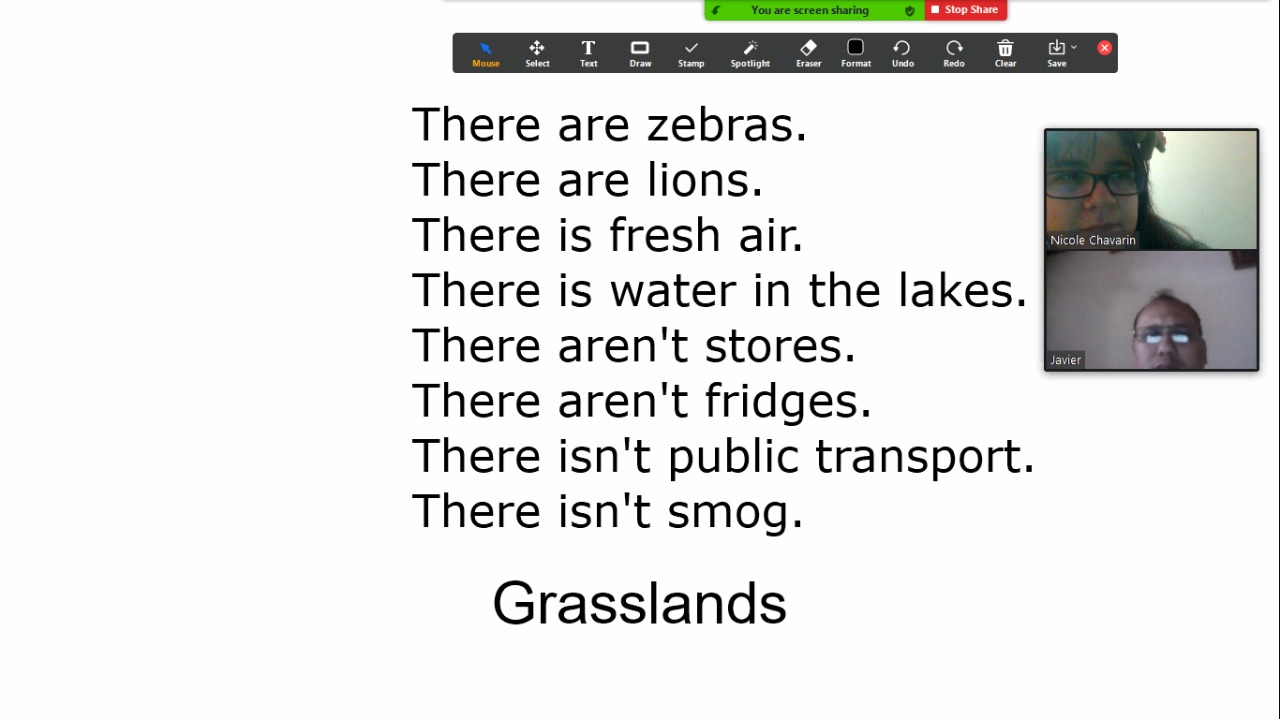 You are screen sharing Stop Share
Mouse Select Text Draw Stamp Spotlight Eraser Format Undo Redo Clear Save
There are zebras.
There are lions.
There is fresh air.
There is water in the lakes.
There aren't stores.
There aren't fridges.
There isn't public transport.
There isn't smog.
Grasslands
Nicole Chavarin
Javier